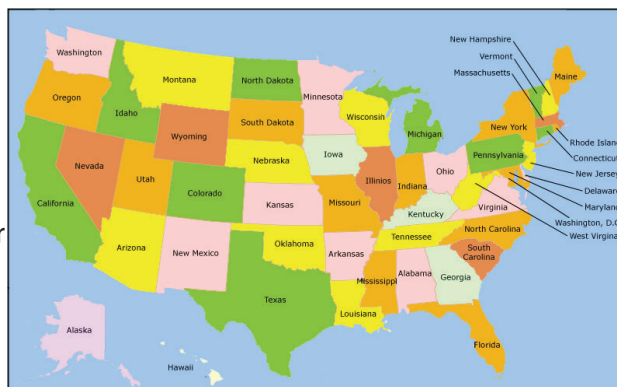 New Hampshire
Vermont
Massachusetts
Washington
Montana
North Dakota
Minnesota
Maine
Oregon
Idaho
South Dakota
Wisconsin
Michigan
New York
Rhode Island
Connecticut
Wyoming
Iowa
Pennsylvania
New Jersey
Nevada
Nebraska
Illinios
Indiana
Ohio
Delaware
Utah
Colorado
Maryland
California
Kansas
Missouri
Kentucky
Virginia
Washington, D.C
West Virginia
r
Arizona
New Mexico
Oklahoma
Arkansas
Tennessee
North Carolina
South
Carolina
Texas
Mississippi
Alabama
Georgia
Louisiana
Alaska
Hawaii
Florida